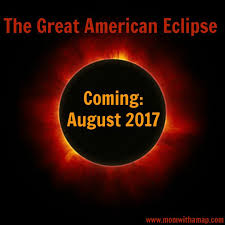 The Great American Eclipse
Coming:
August 2017
www.momwithamap.com